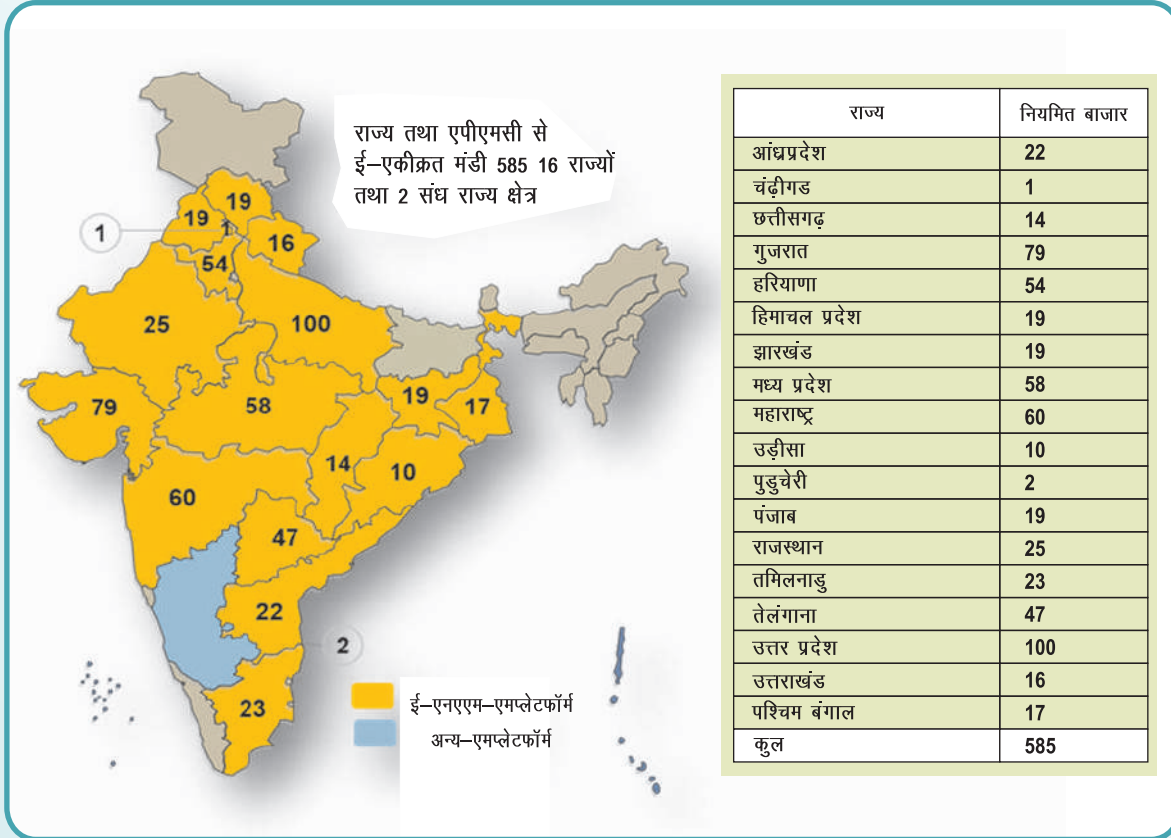 राज्य तथा एपीएमसी से
ई–एकीक्रत मंडी 585 16 राज्यों
तथा 2 संध राज्य क्षेत्र
19
19
1
1
16
54
25
100
79
58
19
17
14
10
60
47
22
2
23
ई–एनएएम–एमप्लेटफॉर्म
अन्य–एमप्लेटफॉर्म
राज्य नियमित बाजार
आंध्रप्रदेश 22
चंढ़ीगड 1
छत्तीसगढ़ 14
गुजरात 79
हरियाणा 54
हिमाचल प्रदेश 19
झारखंड 19
मध्य प्रदेश 58
महाराष्ट्र 60
उड़ीसा 10
पुडुचेरी 2
पंजाब 19
राजस्थान 25
तमिलनाडु 23
तेलंगाना 47
उत्तर प्रदेश 100
उत्तराखंड 16
पश्चिम बंगाल 17
कुल 585